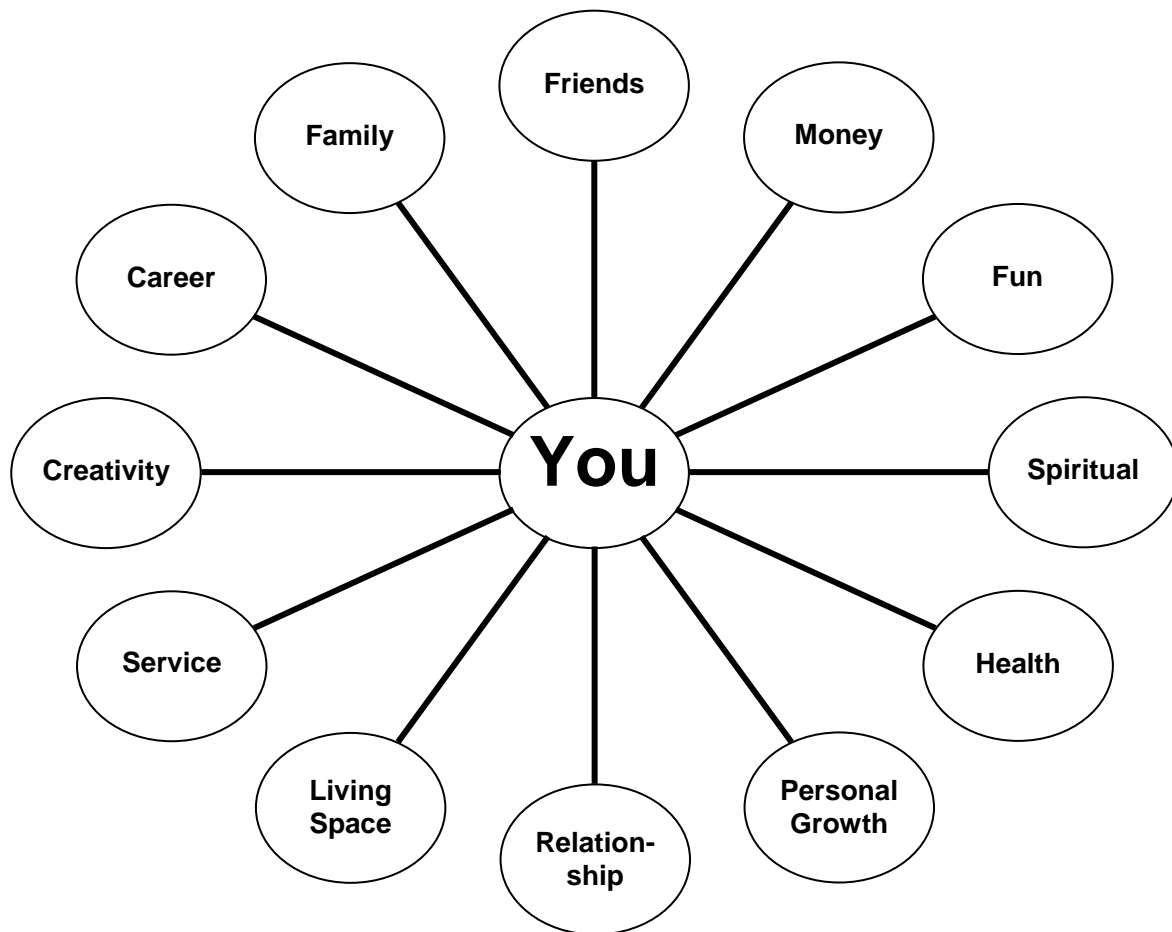 Friends
Family
Money
Career
Fun
You
Creativity
Spiritual
Service
Health
Living
Space
Personal
Growth
Relation-
ship